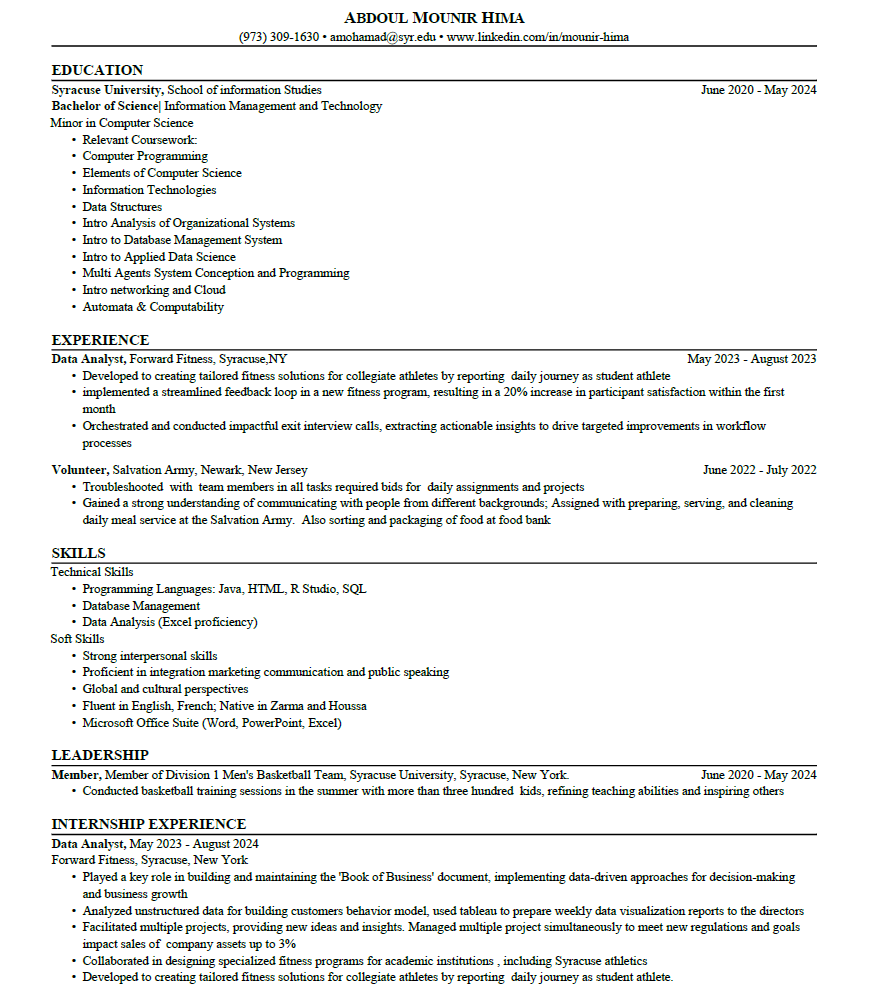 ABDOUL MOUNIR HIMA
(973) 309-1630 • amohamad@syr.edu • www.linkedin.com/in/mounir-hima
EDUCATION
Syracuse University, School of information Studies June 2020 - May 2024
Bachelor of Science| Information Management and Technology
Minor in Computer Science
• Relevant Coursework:
• Computer Programming
• Elements of Computer Science
• Information Technologies
• Data Structures
• Intro Analysis of Organizational Systems
• Intro to Database Management System
• Intro to Applied Data Science
• Multi Agents System Conception and Programming
• Intro networking and Cloud
• Automata & Computability
EXPERIENCE
Data Analyst, Forward Fitness, Syracuse,NY May 2023 - August 2023
• Developed to creating tailored fitness solutions for collegiate athletes by reporting  daily journey as student athlete
• implemented a streamlined feedback loop in a new fitness program, resulting in a 20% increase in participant satisfaction within the first
month
• Orchestrated and conducted impactful exit interview calls, extracting actionable insights to drive targeted improvements in workflow
processes
Volunteer, Salvation Army, Newark, New Jersey June 2022 - July 2022
• Troubleshooted  with  team members in all tasks required bids for  daily assignments and projects
• Gained a strong understanding of communicating with people from different backgrounds; Assigned with preparing, serving, and cleaning
daily meal service at the Salvation Army.  Also sorting and packaging of food at food bank
SKILLS
Technical Skills
• Programming Languages: Java, HTML, R Studio, SQL
• Database Management
• Data Analysis (Excel proficiency)
Soft Skills
• Strong interpersonal skills
• Proficient in integration marketing communication and public speaking
• Global and cultural perspectives
• Fluent in English, French; Native in Zarma and Houssa
• Microsoft Office Suite (Word, PowerPoint, Excel)
LEADERSHIP
Member, Member of Division 1 Men's Basketball Team, Syracuse University, Syracuse, New York. June 2020 - May 2024
• Conducted basketball training sessions in the summer with more than three hundred  kids, refining teaching abilities and inspiring others
INTERNSHIP EXPERIENCE
Data Analyst, May 2023 - August 2024
Forward Fitness, Syracuse, New York
• Played a key role in building and maintaining the 'Book of Business' document, implementing data-driven approaches for decision-making
and business growth
• Analyzed unstructured data for building customers behavior model, used tableau to prepare weekly data visualization reports to the directors
• Facilitated multiple projects, providing new ideas and insights. Managed multiple project simultaneously to meet new regulations and goals
impact sales of  company assets up to 3%
• Collaborated in designing specialized fitness programs for academic institutions , including Syracuse athletics
• Developed to creating tailored fitness solutions for collegiate athletes by reporting  daily journey as student athlete.